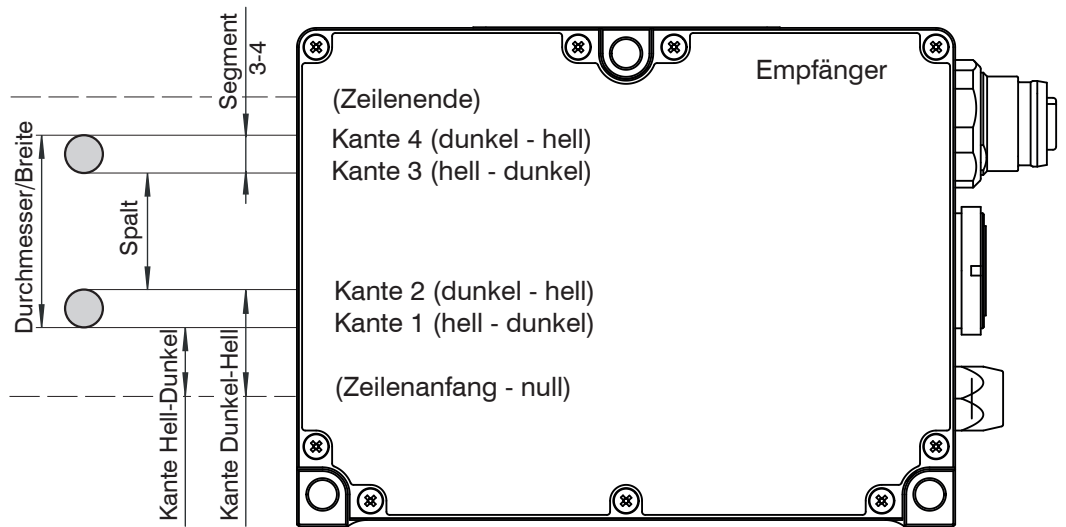 Segment
3-4
Durchmesser/Breite
Spalt
Kante Hell-Dunkel
Kante Dunkel-Hell
Empfänger
(Zeilenende)
Kante 4 (dunkel - hell)
Kante 3 (hell - dunkel)
Kante 2 (dunkel - hell)
Kante 1 (hell - dunkel)
(Zeilenanfang - null)